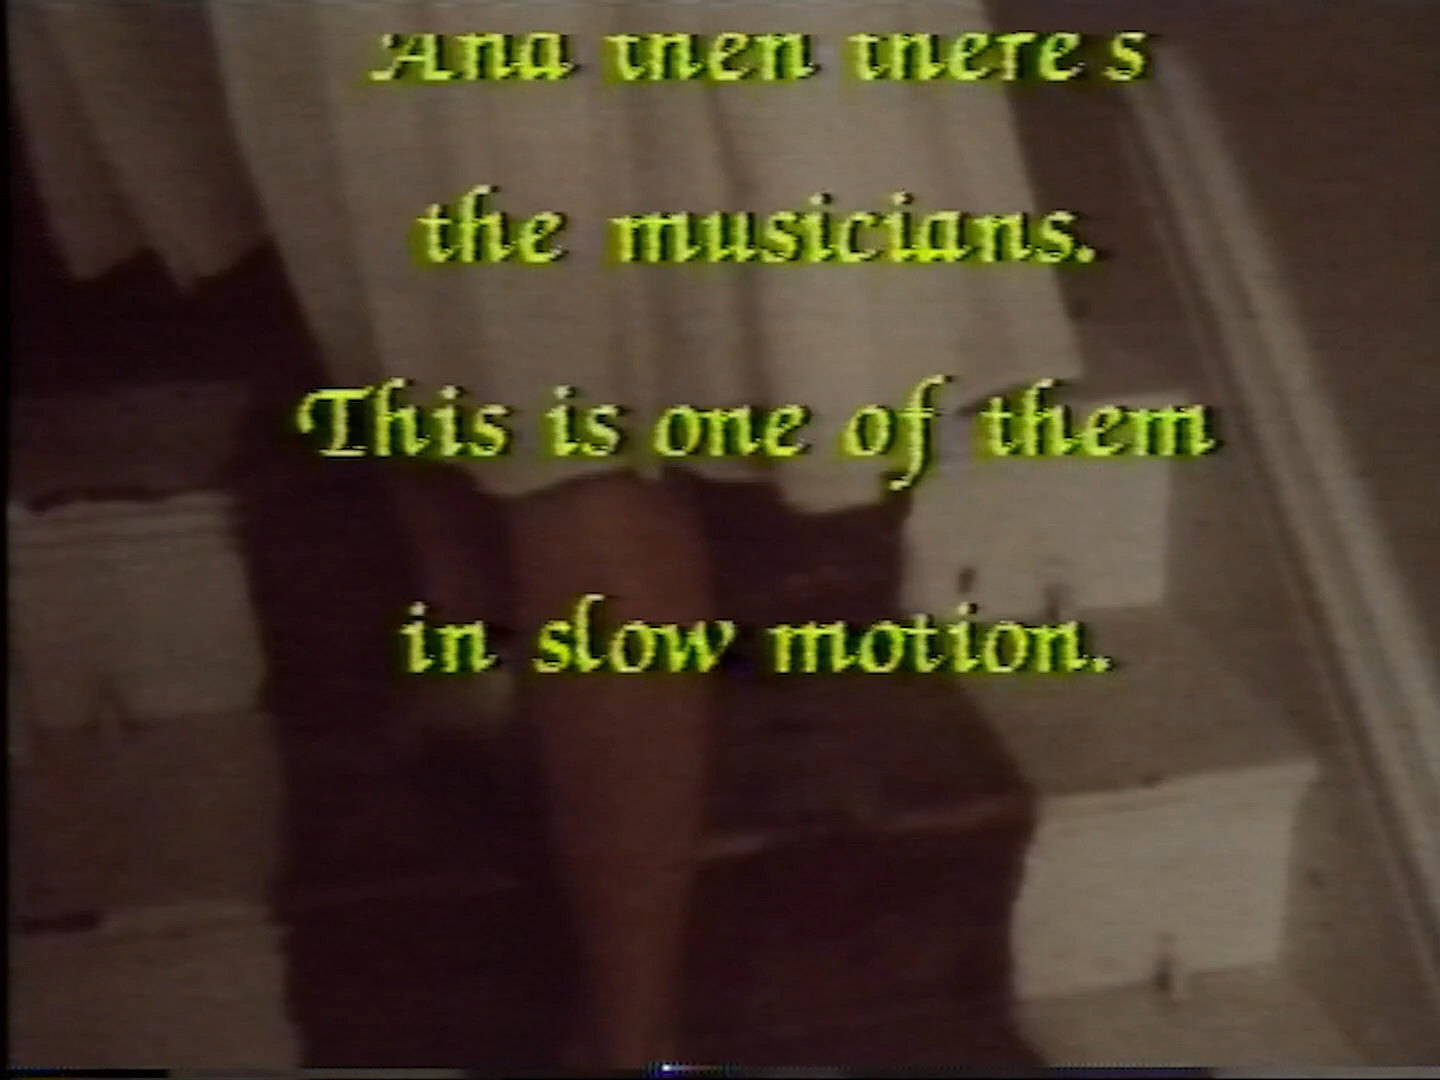 And then there's
the musicians.
This is one of them
in slow motion.